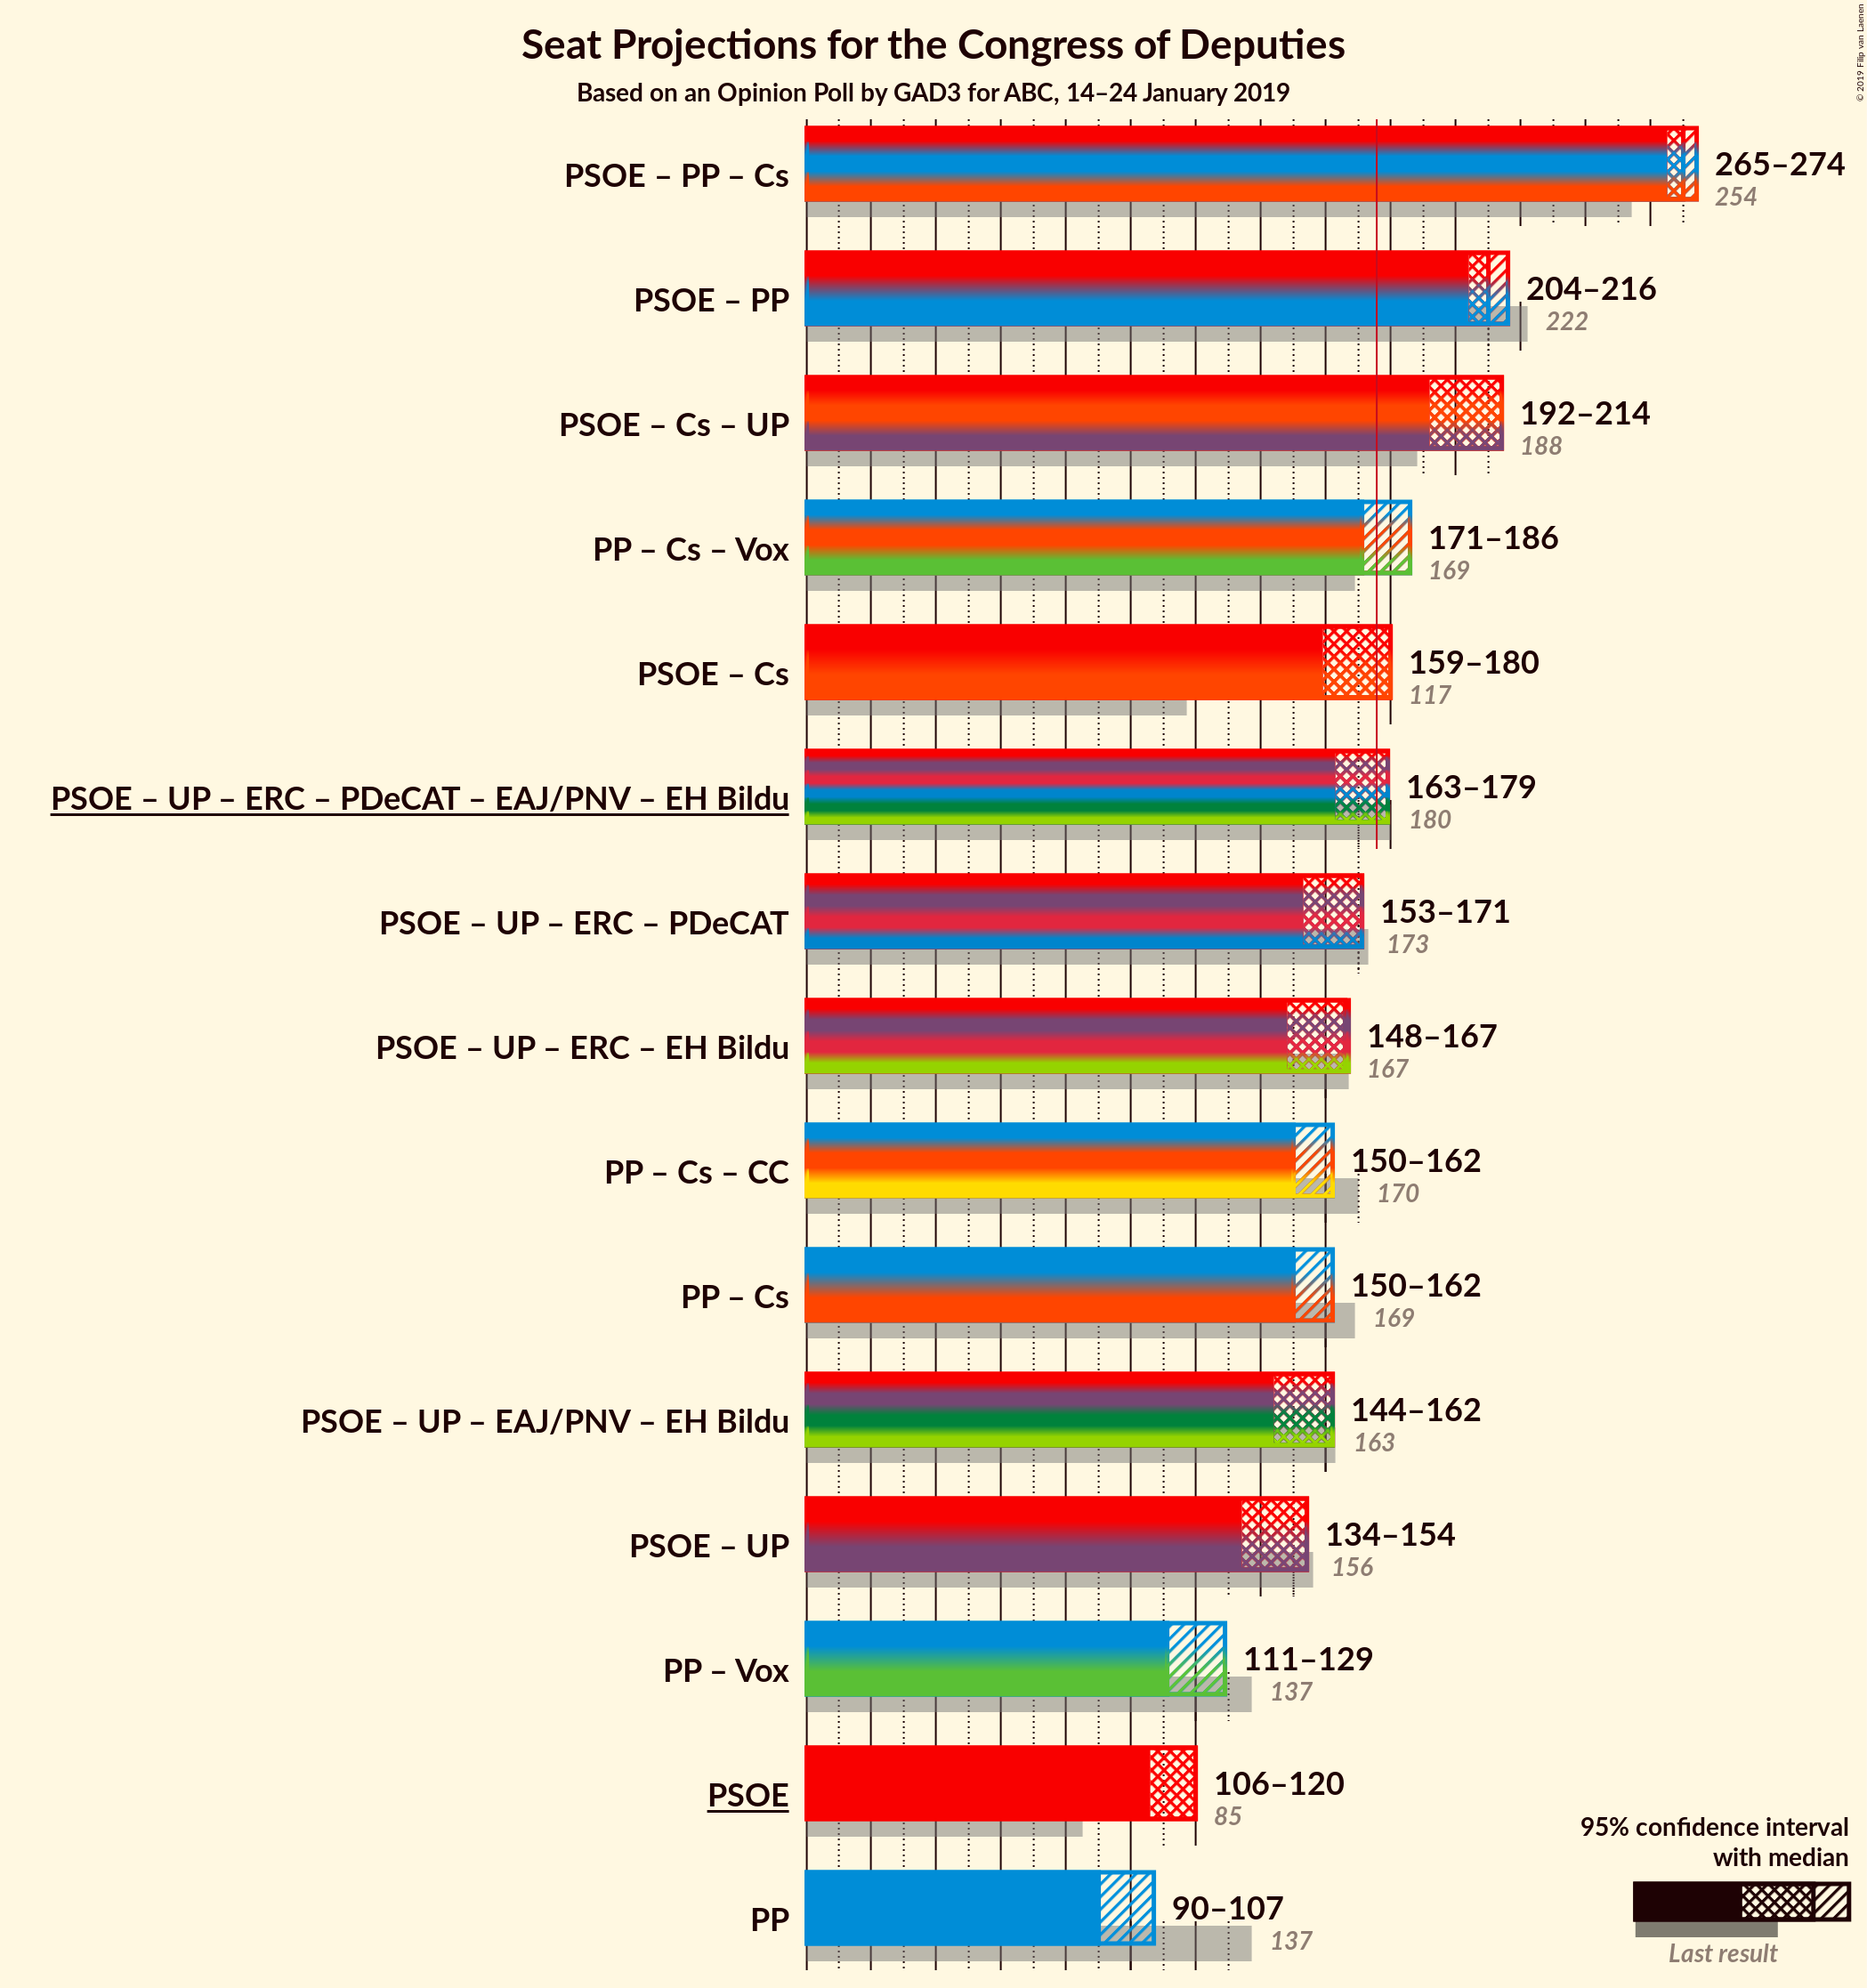 Seat Projections for the Congress of Deputies
Based on an Opinion Poll by GAD3 for ABC, 14–24 January 2019
© 2019 Filip van Laenen
PSOE – PP – Cs
265–274
254
PSOE – PP
204–216
222
PSOE – Cs – UP
192–214
188
PP – Cs – Vox
171–186
169
PSOE – Cs
159–180
117
PSOE – UP – ERC – PDeCAT – EAJ/PNV – EH Bildu
163–179
180
PSOE – UP – ERC – PDeCAT
153–171
173
PSOE – UP – ERC – EH Bildu
148–167
167
PP – Cs – CC
150–162
170
PP – Cs
150–162
169
PSOE – UP – EAJ/PNV – EH Bildu
144–162
163
PSOE – UP
134–154
156
PP – Vox
111–129
137
PSOE
106–120
85
PP
90–107
137
95% confidence interval
with median
Last result